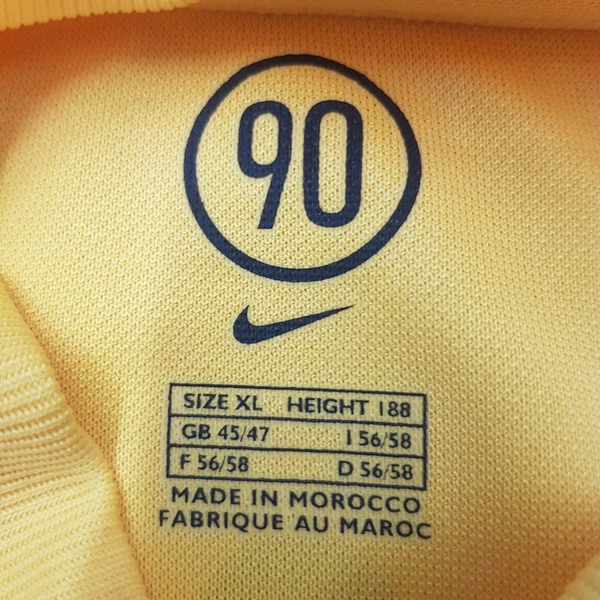 90
SIZE XL HEIGHT 188
GB 45/47 I 56/58
F 56/58 D 56/58
MADE IN MOROCCO
FABRIQUE AU MAROC